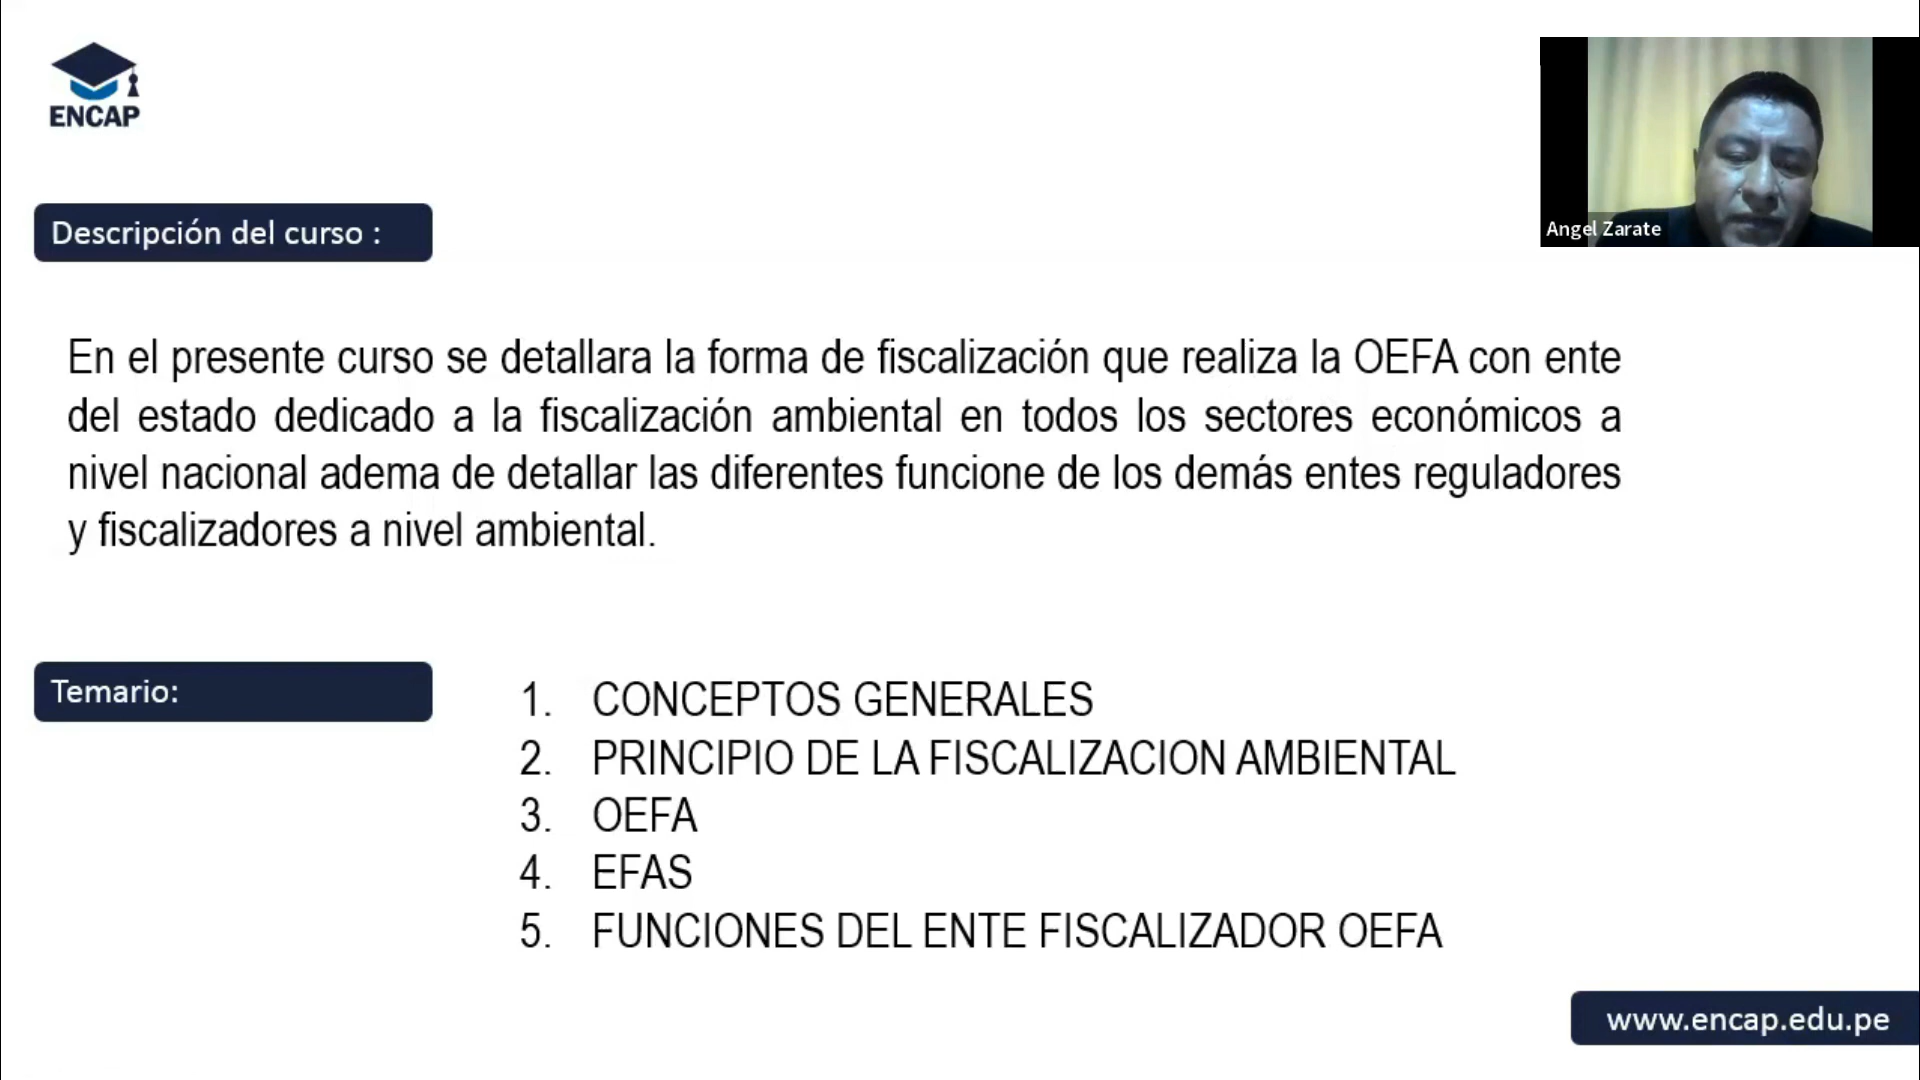 ENCAP
Angel Zarate
Descripción del curso :
En el presente curso se detallara la forma de fiscalización que realiza la OEFA con ente
del estado dedicado a la fiscalización ambiental en todos los sectores económicos a
nivel nacional adema de detallar las diferentes funcione de los demás entes reguladores
y fiscalizadores a nivel ambiental.
Temario:
1. CONCEPTOS GENERALES
2. PRINCIPIO DE LA FISCALIZACION AMBIENTAL
3. OEFA
4. EFAS
5. FUNCIONES DEL ENTE FISCALIZADOR OEFA
www.encap.edu.pe